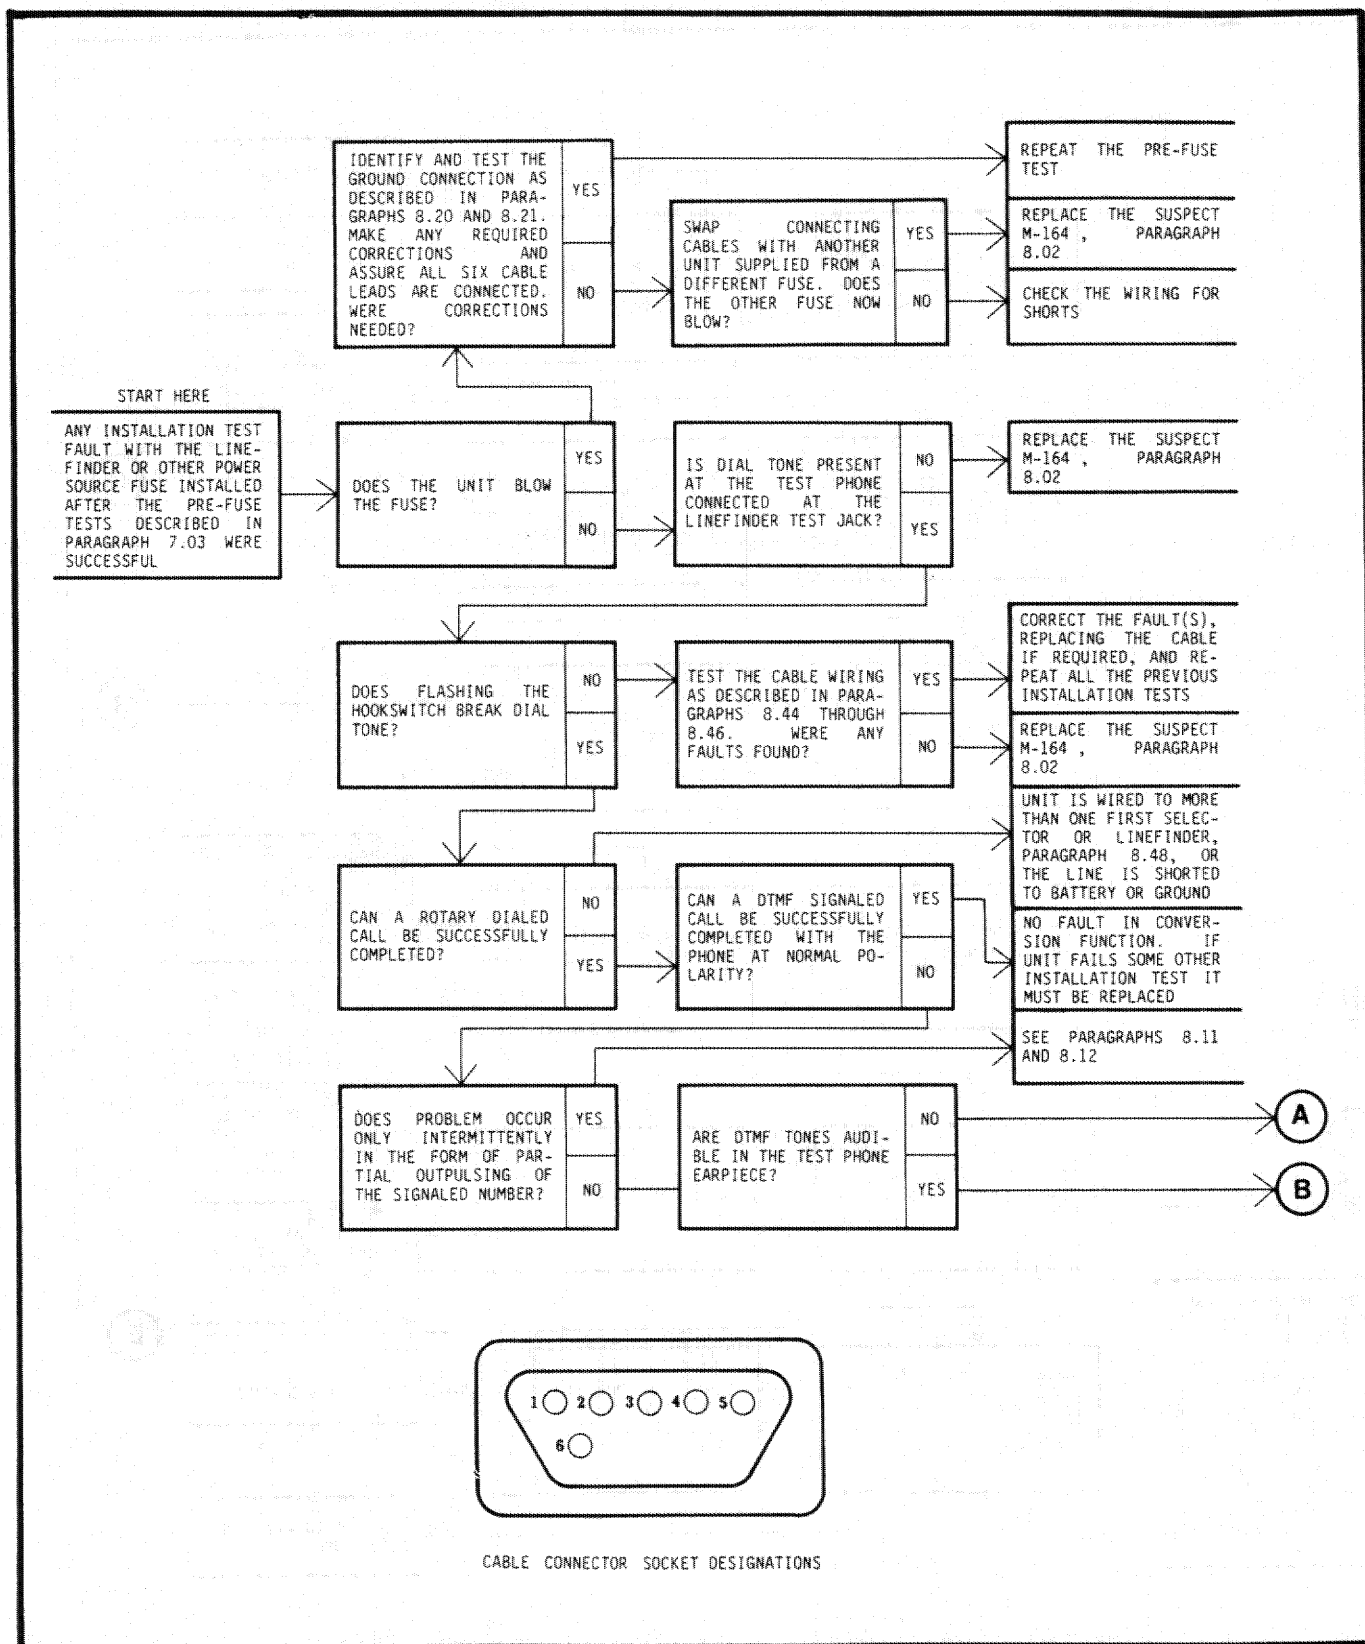 IDENTIFY AND TEST THE
GROUND CONNECTION AS
DESCRIBED IN PARA-
GRAPHS 8.20 AND 8.21.
MAKE ANY REQUIRED
CORRECTIONS AND
ASSURE ALL SIX CABLE
LEADS ARE CONNECTED.
WERE CORRECTIONS
NEEDED?
YES
NO
SWAP CONNECTING
CABLES WITH ANOTHER
UNIT SUPPLIED FROM A
DIFFERENT FUSE. DOES
THE OTHER FUSE NOW
BLOW?
YES
NO
REPEAT THE PRE-FUSE
TEST
REPLACE THE SUSPECT
M-164 , PARAGRAPH
8.02
CHECK THE WIRING FOR
SHORTS
START HERE
ANY INSTALLATION TEST
FAULT WITH THE LINE-
FINDER OR OTHER POWER
SOURCE FUSE INSTALLED
AFTER THE PRE-FUSE
TESTS DESCRIBED IN
PARAGRAPH 7.03 WERE
SUCCESSFUL
DOES THE UNIT BLOW
THE FUSE?
YES
NO
IS DIAL TONE PRESENT
AT THE TEST PHONE
CONNECTED AT THE
LINEFINDER TEST JACK?
NO
YES
REPLACE THE SUSPECT
M-164 , PARAGRAPH
8.02
DOES FLASHING THE
HOOKSWITCH BREAK DIAL
TONE?
NO
YES
TEST THE CABLE WIRING
AS DESCRIBED IN PARA-
GRAPHS 8.44 THROUGH
8.46. WERE ANY
FAULTS FOUND?
YES
NO
CORRECT THE FAULT(S),
REPLACING THE CABLE
IF REQUIRED, AND RE-
PEAT ALL THE PREVIOUS
INSTALLATION TESTS
REPLACE THE SUSPECT
M-164 , PARAGRAPH
8.02
UNIT IS WIRED TO MORE
THAN ONE FIRST SELEC-
TOR OR LINEFINDER,
PARAGRAPH 8.48, OR
THE LINE IS SHORTED
TO BATTERY OR GROUND
CAN A ROTARY DIALED
CALL BE SUCCESSFULLY
COMPLETED?
NO
YES
CAN A DTMF SIGNALED
CALL BE SUCCESSFULLY
COMPLETED WITH THE
PHONE AT NORMAL PO-
LARITY?
YES
NO
NO FAULT IN CONVER-
SION FUNCTION. IF
UNIT FAILS SOME OTHER
INSTALLATION TEST IT
MUST BE REPLACED
SEE PARAGRAPHS 8.11
AND 8.12
DOES PROBLEM OCCUR
ONLY INTERMITTENTLY
IN THE FORM OF PAR-
TIAL OUTPULSING OF
THE SIGNALED NUMBER?
YES
NO
ARE DTMF TONES AUDI-
BLE IN THE TEST PHONE
EARPIECE?
NO
YES
A
B
1 2 3 4 5
6
CABLE CONNECTOR SOCKET DESIGNATIONS